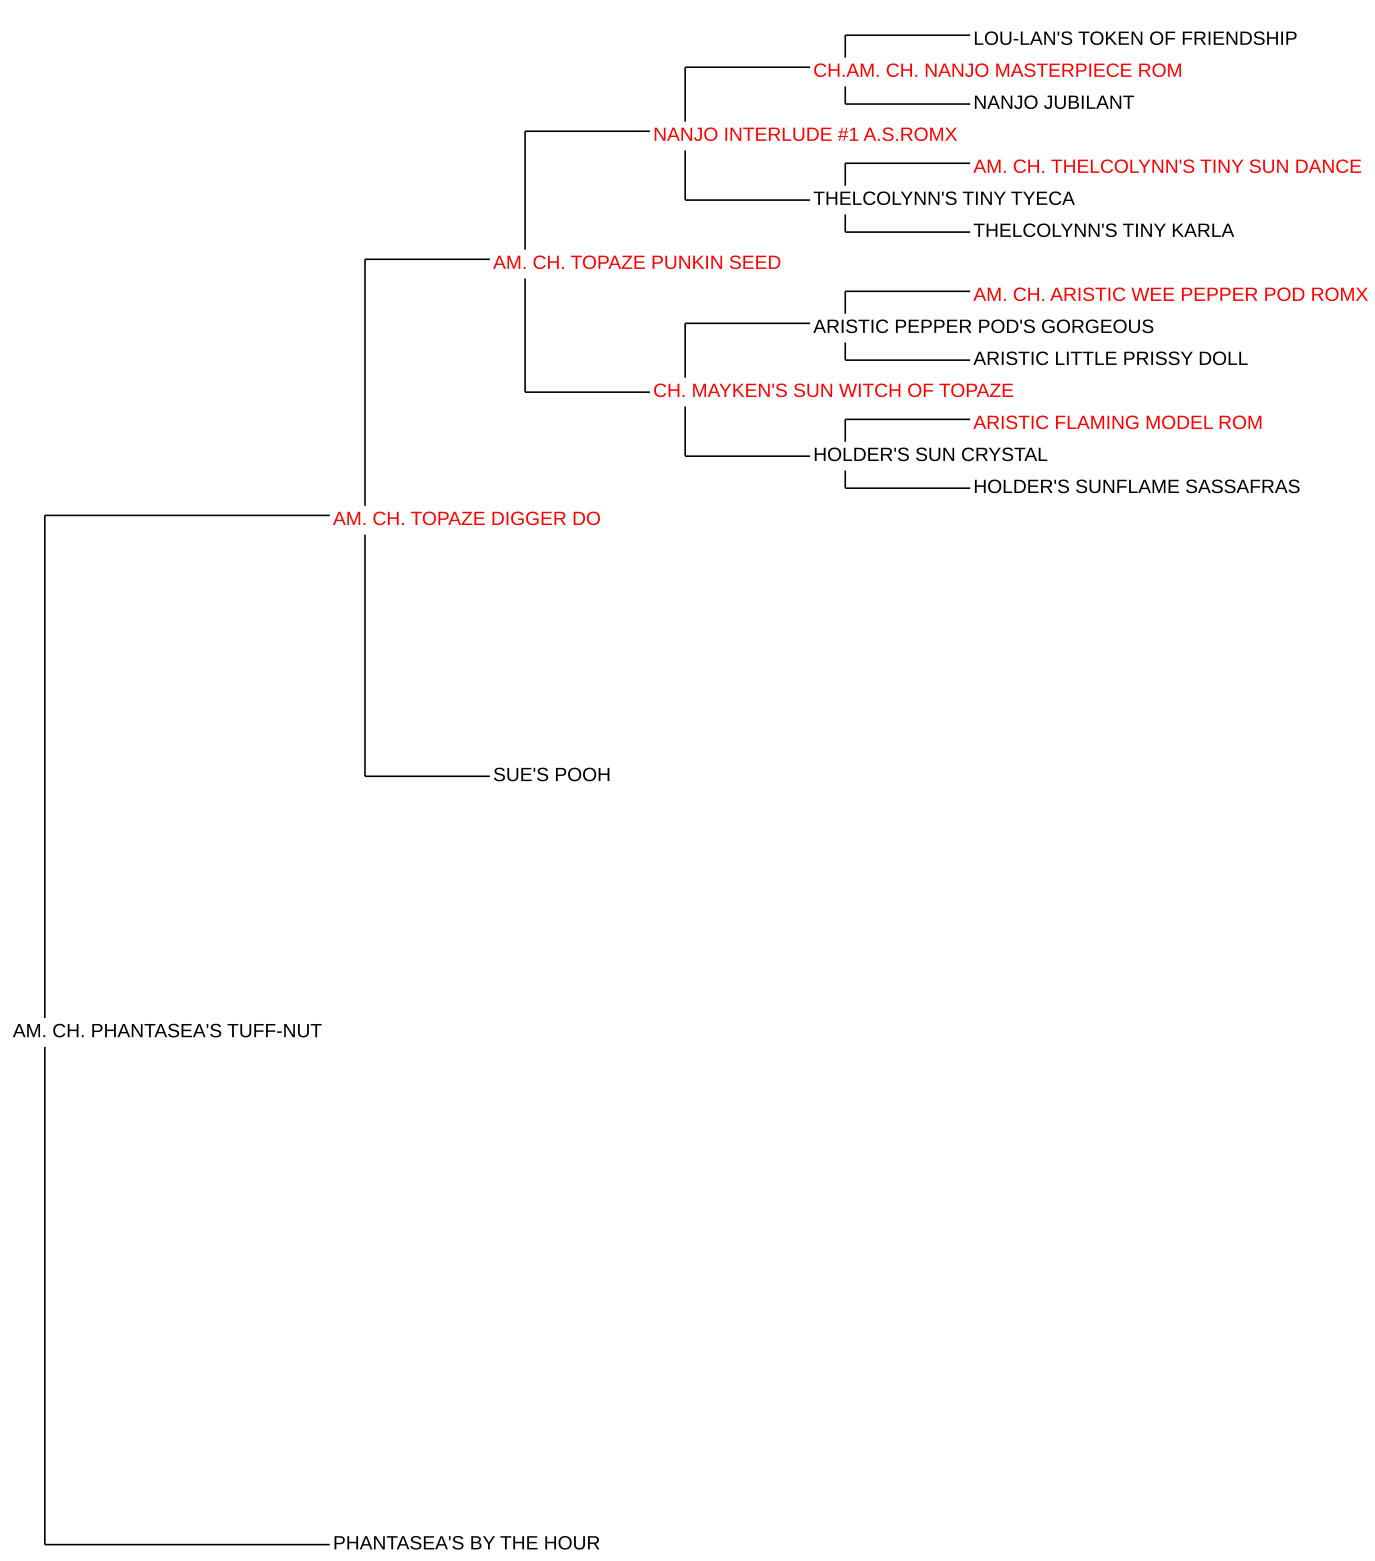 LOU-LAN'S TOKEN OF FRIENDSHIP
CH.AM. CH. NANJO MASTERPIECE ROM
NANJO JUBILANT
NANJO INTERLUDE #1 A.S.ROMX
AM. CH. THELCOLYNN'S TINY SUN DANCE
THELCOLYNN'S TINY TYECA
THELCOLYNN'S TINY KARLA
AM. CH. TOPAZE PUNKIN SEED
AM. CH. ARISTIC WEE PEPPER POD ROMX
ARISTIC PEPPER POD'S GORGEOUS
ARISTIC LITTLE PRISSY DOLL
CH. MAYKEN'S SUN WITCH OF TOPAZE
ARISTIC FLAMING MODEL ROM
HOLDER'S SUN CRYSTAL
HOLDER'S SUNFLAME SASSAFRAS
AM. CH. TOPAZE DIGGER DO
SUE'S POOH
AM. CH. PHANTASEA'S TUFF-NUT
PHANTASEA'S BY THE HOUR